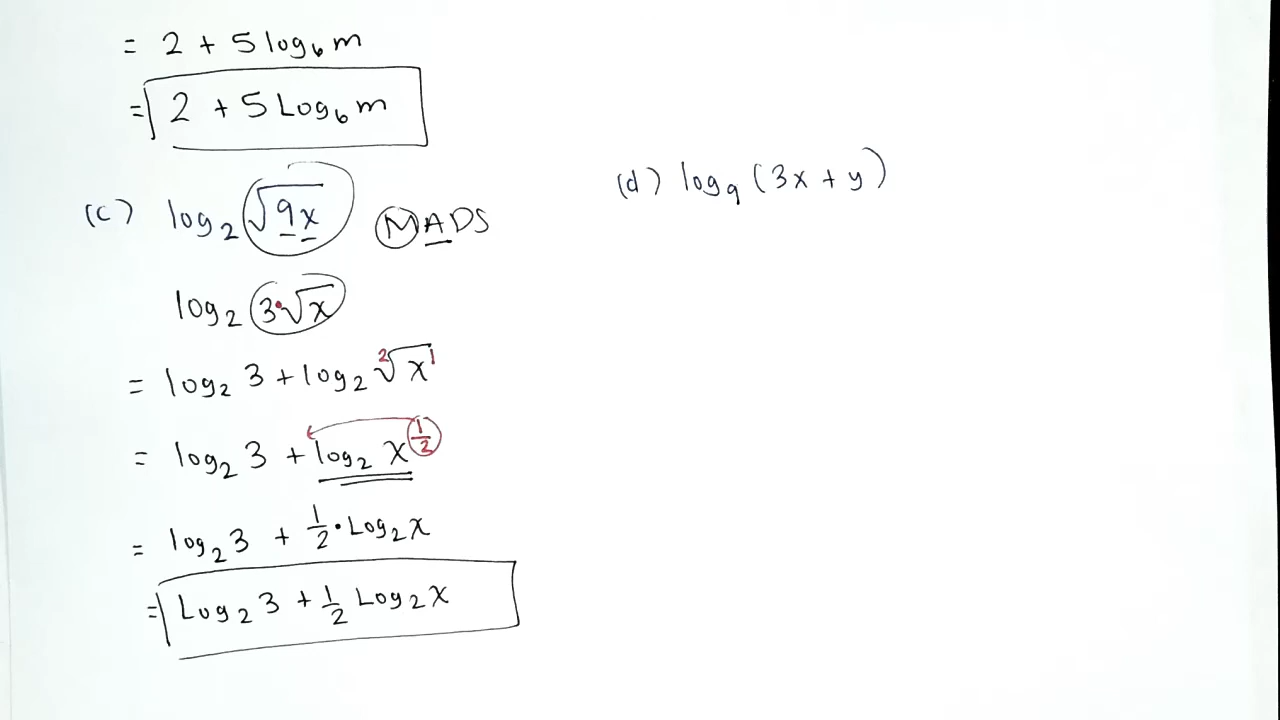 = 2 + 5 log₆ m
= 2 + 5 Log₆ m
(c) log₂ √9x MADS
log₂ 3·√x
= log₂ 3 + log₂ ²√x¹
= log₂ 3 + log₂ x^½
= log₂ 3 + ½ · Log₂ x
= Log₂ 3 + ½ Log₂ x
(d) log₉ (3x + y)